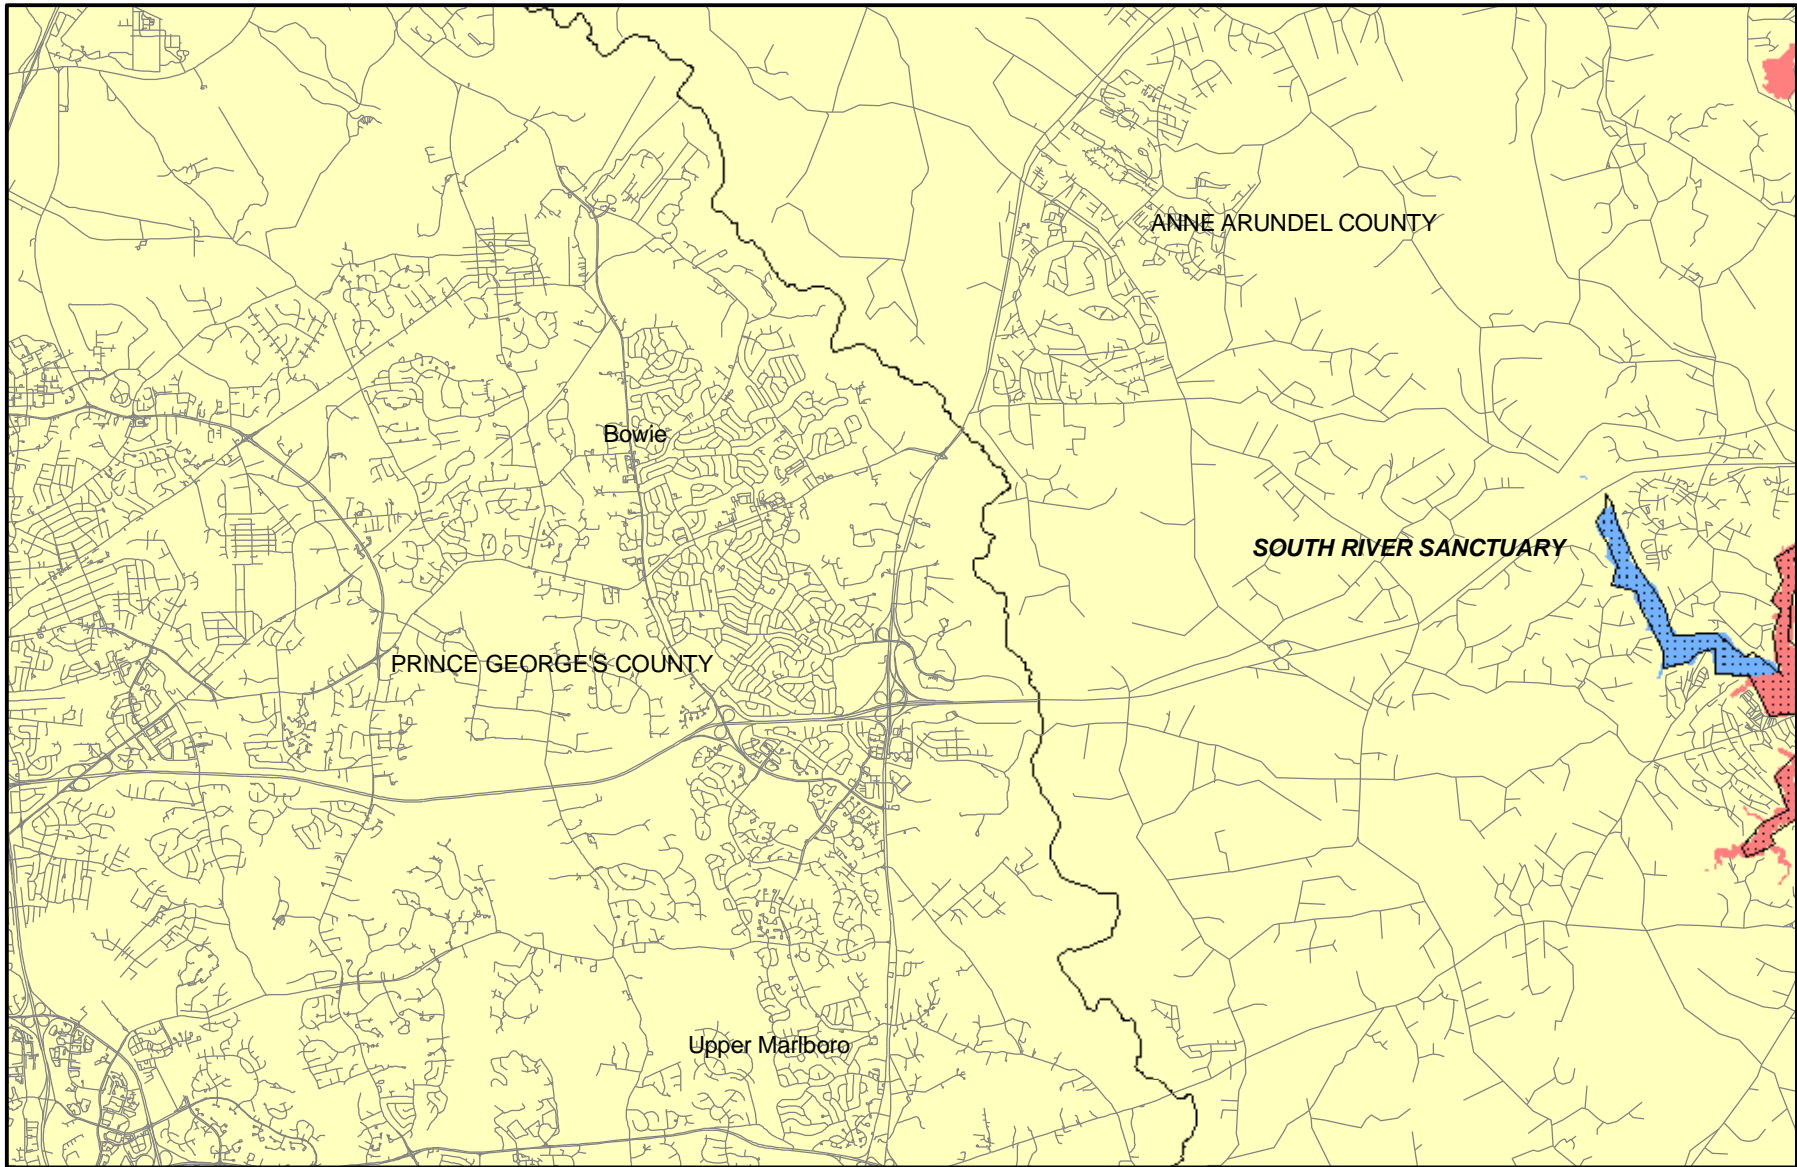 ANNE ARUNDEL COUNTY
Bowie
SOUTH RIVER SANCTUARY
PRINCE GEORGE'S COUNTY
Upper Marlboro